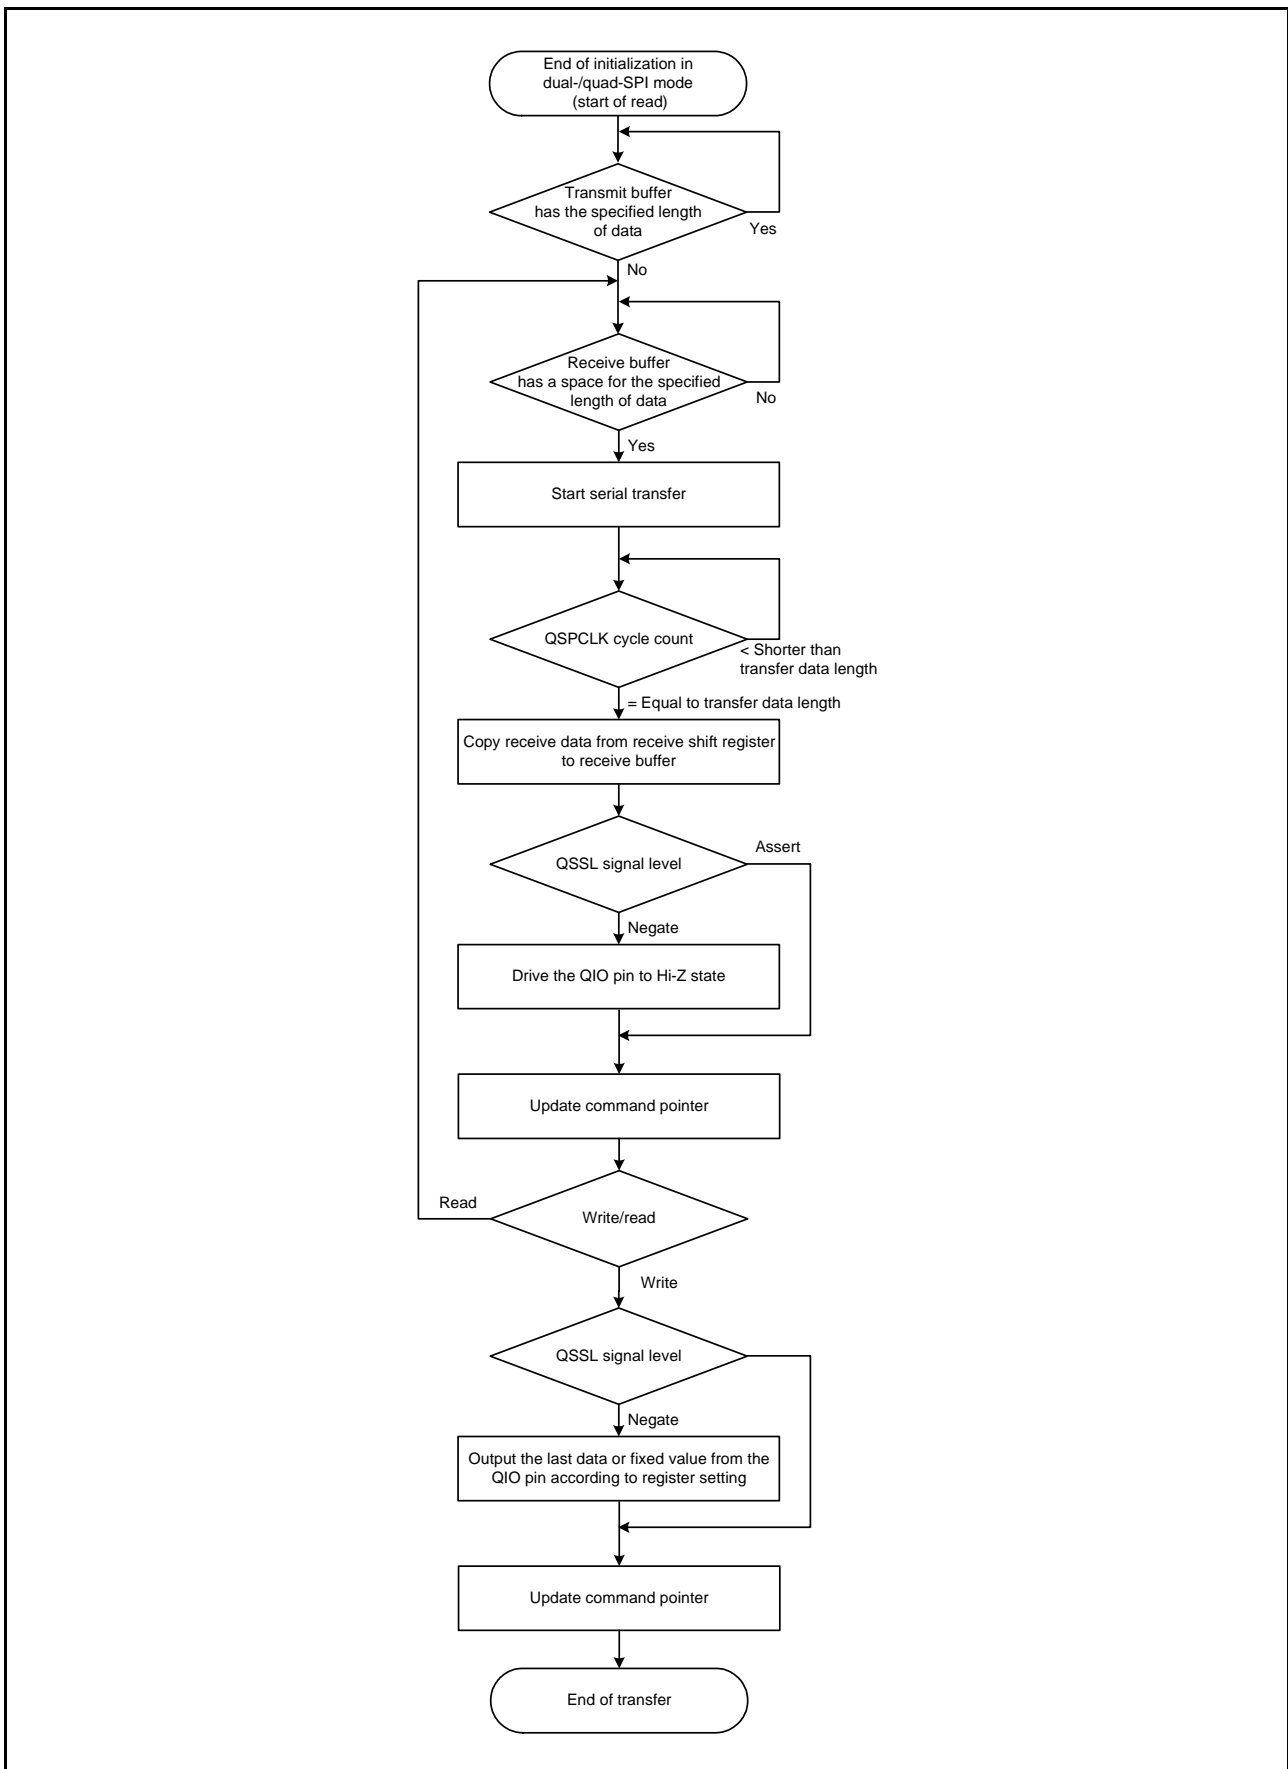 End of initialization in
dual-/quad-SPI mode
(start of read)
Transmit buffer
has the specified length
of data
Yes
No
Receive buffer
has a space for the specified
length of data
No
Yes
Start serial transfer
QSPCLK cycle count
< Shorter than
transfer data length
= Equal to transfer data length
Copy receive data from receive shift register
to receive buffer
QSSL signal level
Assert
Negate
Drive the QIO pin to Hi-Z state
Update command pointer
Read
Write/read
Write
QSSL signal level
Negate
Output the last data or fixed value from the
QIO pin according to register setting
Update command pointer
End of transfer